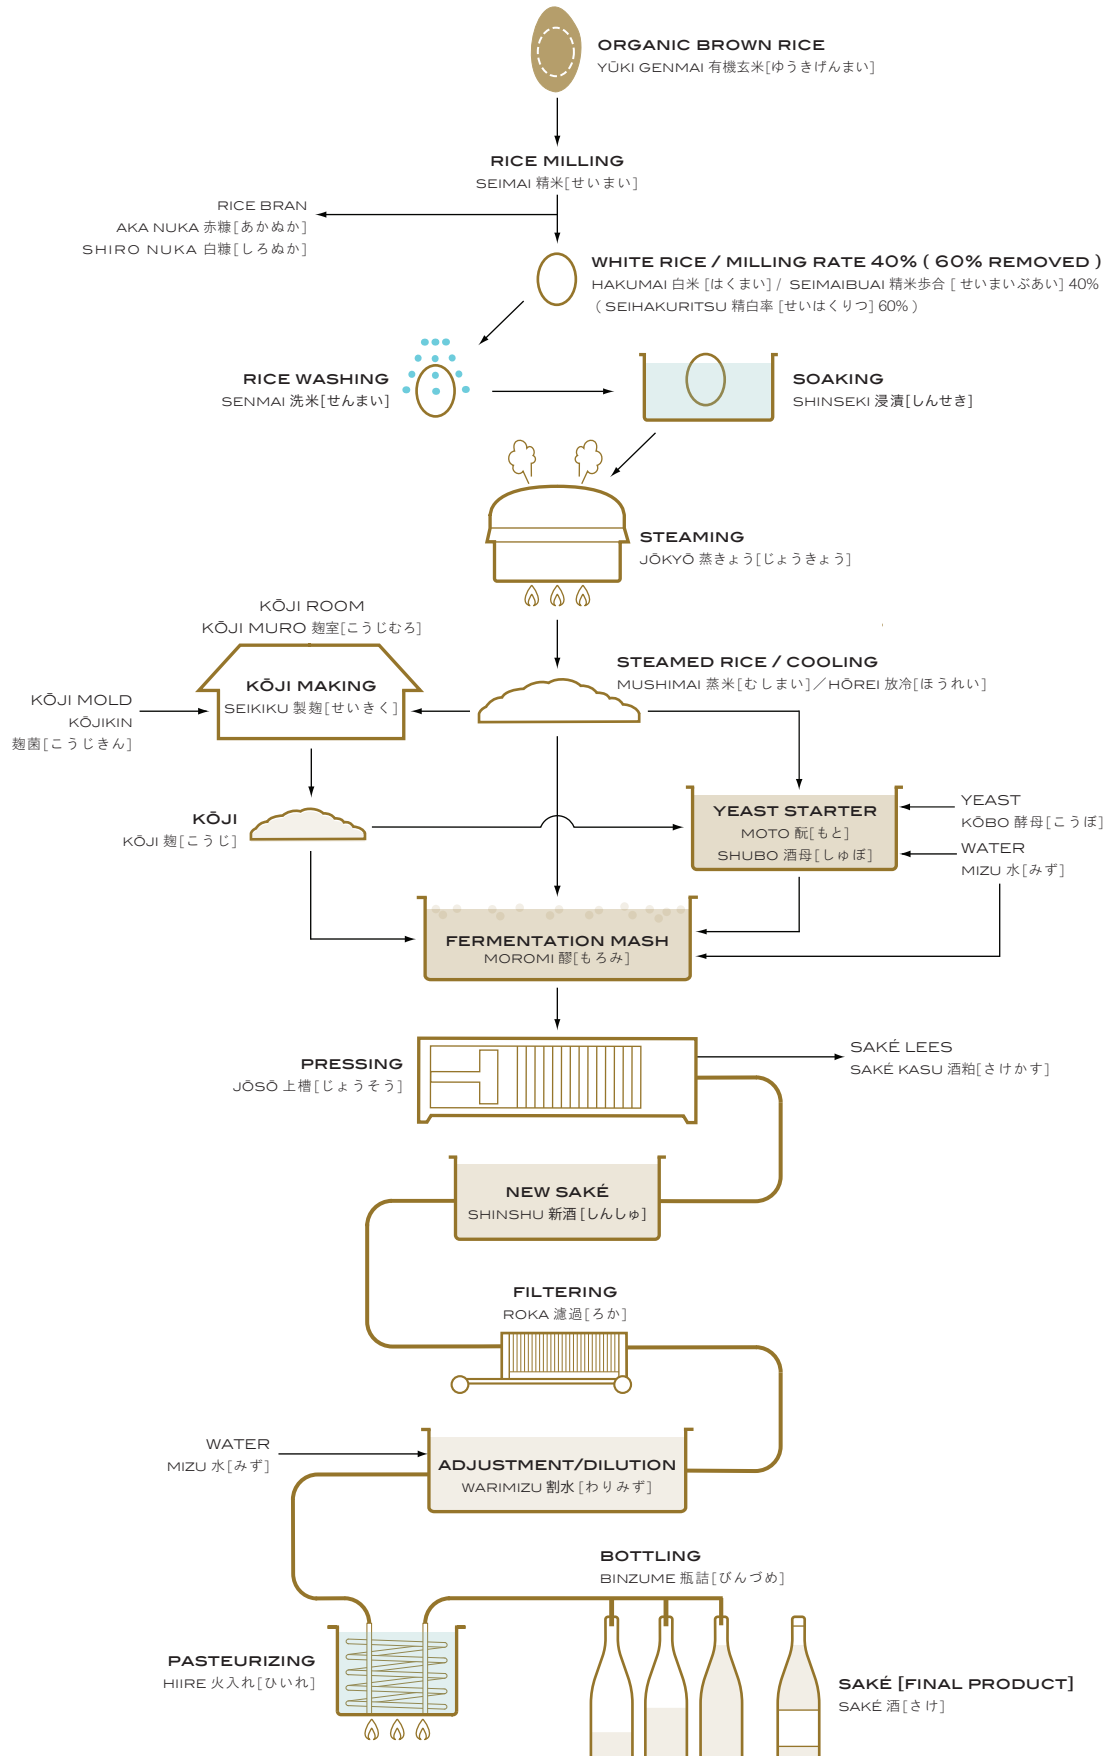 ORGANIC BROWN RICE
YŪKI GENMAI 有機玄米[ゆうきげんまい]
RICE MILLING
SEIMAI 精米[せいまい]
RICE BRAN
AKA NUKA 赤糠[あかぬか]
SHIRO NUKA 白糠[しろぬか]
WHITE RICE / MILLING RATE 40% ( 60% REMOVED )
HAKUMAI 白米 [はくまい] / SEIMAIBUAI 精米歩合 [ せいまいぶあい] 40%
( SEIHAKURITSU 精白率 [せいはくりつ] 60% )
RICE WASHING
SENMAI 洗米[せんまい]
SOAKING
SHINSEKI 浸漬[しんせき]
STEAMING
JŌKYŌ 蒸きょう[じょうきょう]
KŌJI ROOM
KŌJI MURO 麹室[こうじむろ]
STEAMED RICE / COOLING
MUSHIMAI 蒸米[むしまい]／HŌREI 放冷[ほうれい]
KŌJI MAKING
SEIKIKU 製麹[せいきく]
KŌJI MOLD
KŌJIKIN
麹菌[こうじきん]
KŌJI
KŌJI 麹[こうじ]
YEAST STARTER
MOTO 酛[もと]
SHUBO 酒母[しゅぼ]
YEAST
KŌBO 酵母[こうぼ]
WATER
MIZU 水[みず]
FERMENTATION MASH
MOROMI 醪[もろみ]
PRESSING
JŌSŌ 上槽[じょうそう]
SAKÉ LEES
SAKÉ KASU 酒粕[さけかす]
NEW SAKÉ
SHINSHU 新酒 [しんしゅ]
FILTERING
ROKA 濾過[ろか]
WATER
MIZU 水[みず]
ADJUSTMENT/DILUTION
WARIMIZU 割水 [わりみず]
BOTTLING
BINZUME 瓶詰[びんづめ]
PASTEURIZING
HIIRE 火入れ[ひいれ]
SAKÉ [FINAL PRODUCT]
SAKÉ 酒[さけ]